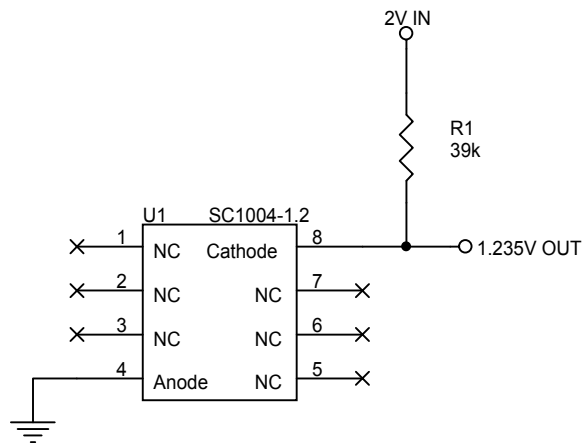 2V IN
R1
39k
U1 SC1004-1.2
1 NC Cathode 8
1.235V OUT
2 NC NC 7
3 NC NC 6
4 Anode NC 5